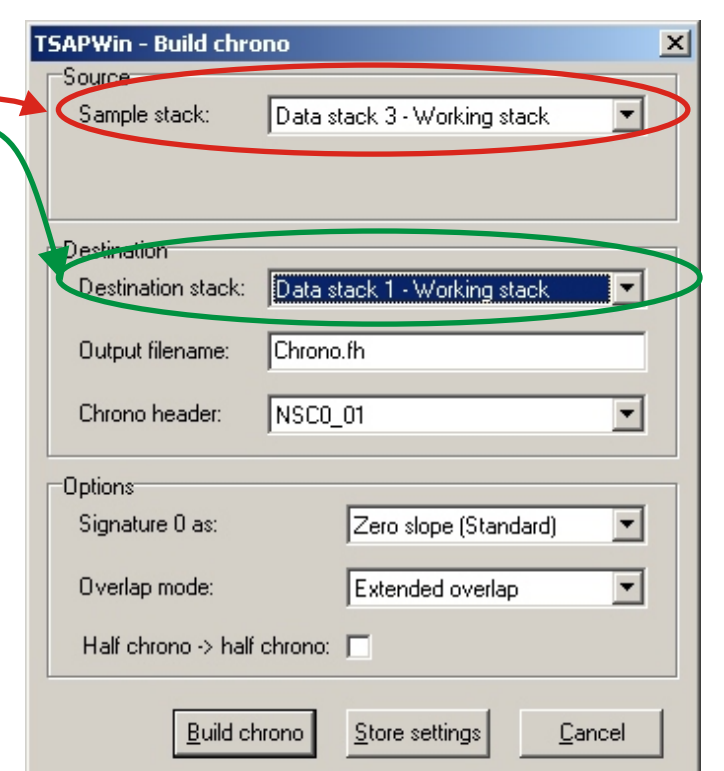 TSAPWin - Build chrono
Source
Sample stack: Data stack 3 - Working stack
Destination
Destination stack: Data stack 1 - Working stack
Output filename: Chrono.fh
Chrono header: NSC0_01
Options
Signature 0 as: Zero slope (Standard)
Overlap mode: Extended overlap
Half chrono -> half chrono:
Build chrono Store settings Cancel